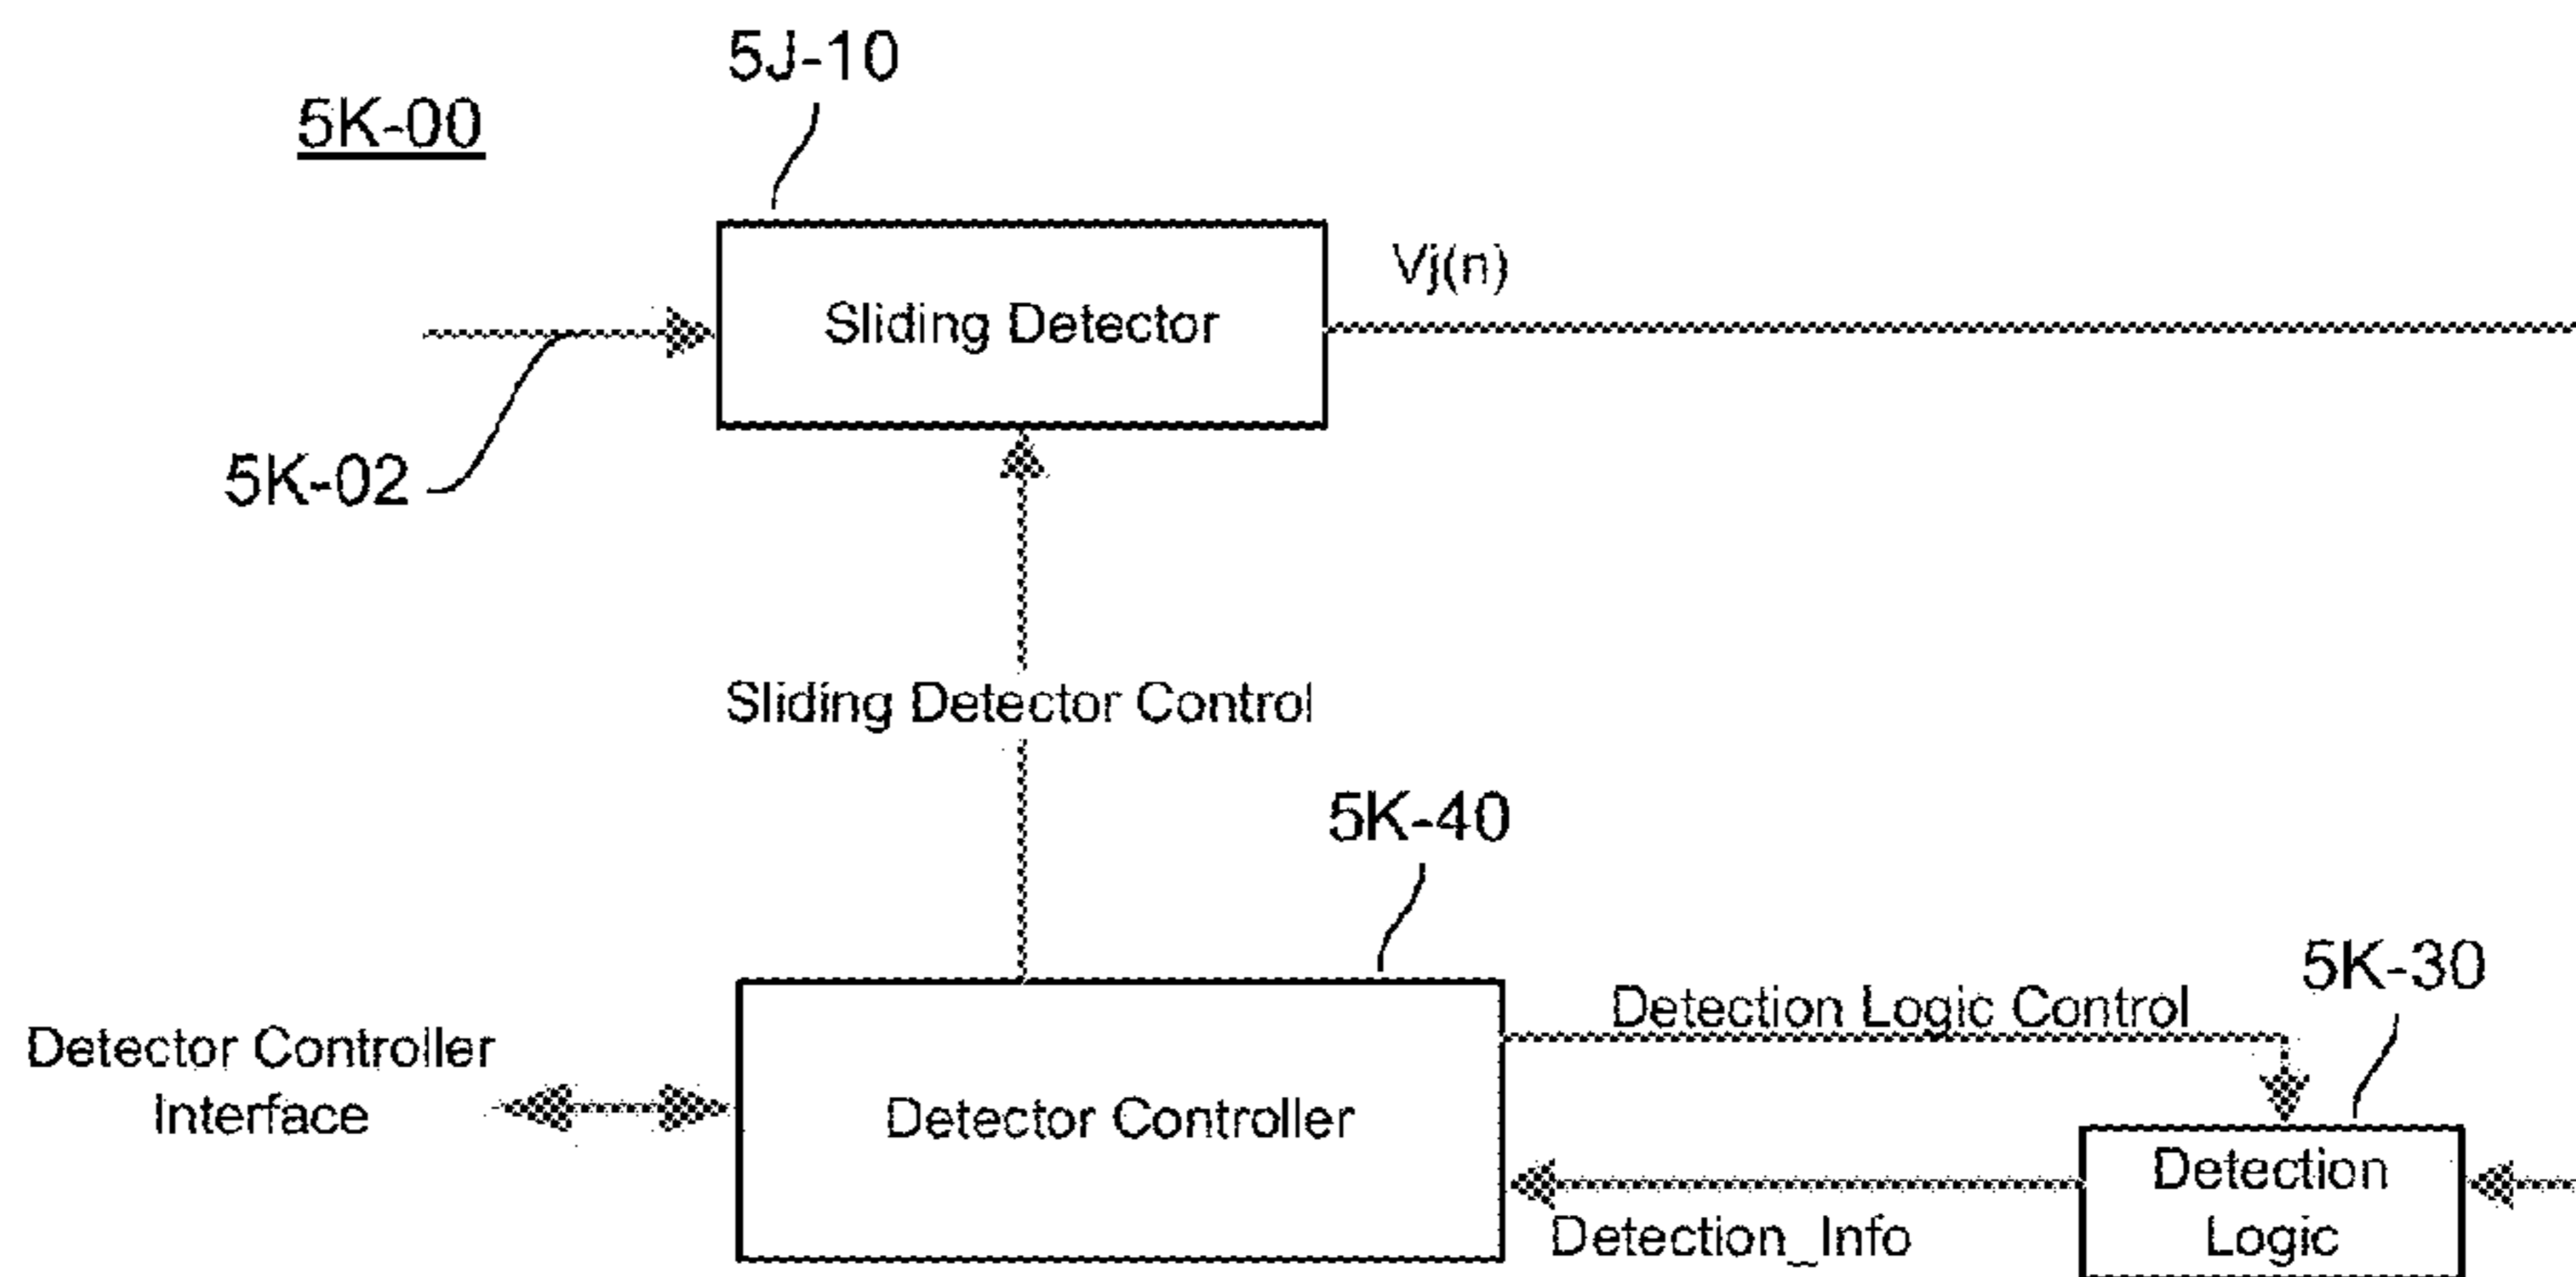 5J-10
5K-00
Vj(n)
Sliding Detector
5K-02
Sliding Detector Control
5K-40
5K-30
Detection Logic Control
Detector Controller
Interface
Detector Controller
Detection
Logic
Detection_Info